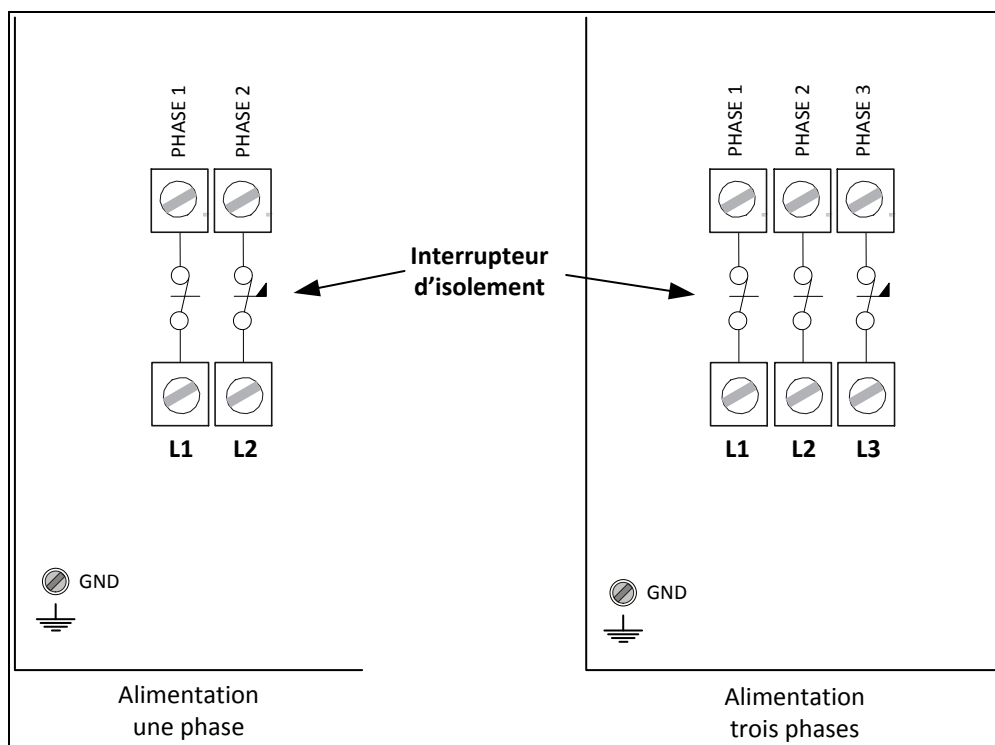 PHASE 1
PHASE 2
PHASE 1
PHASE 2
PHASE 3
Interrupteur
d’isolement
L1
L2
L1
L2
L3
GND
GND
Alimentation
une phase
Alimentation
trois phases